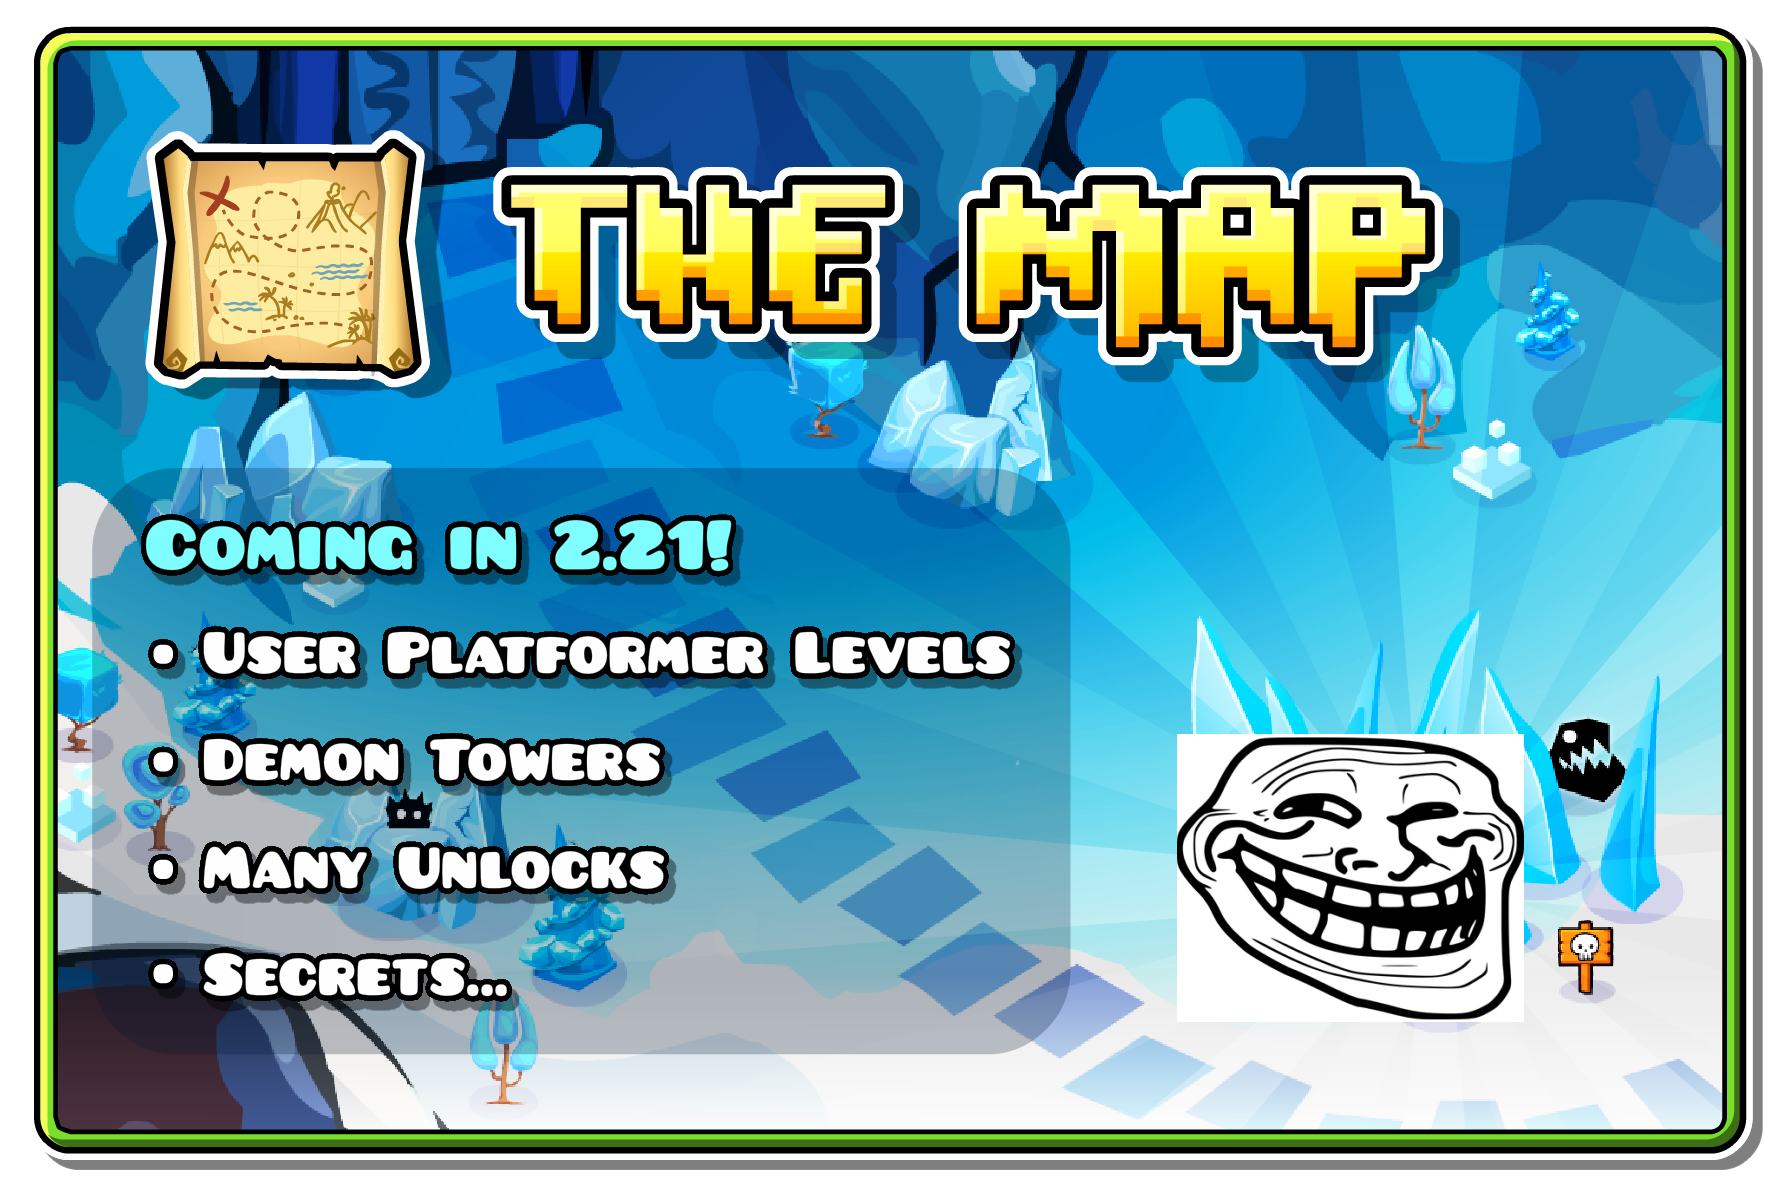 THE MAP
COMING IN 2.21!
• USER PLATFORMER LEVELS
• DEMON TOWERS
• MANY UNLOCKS
• SECRETS...